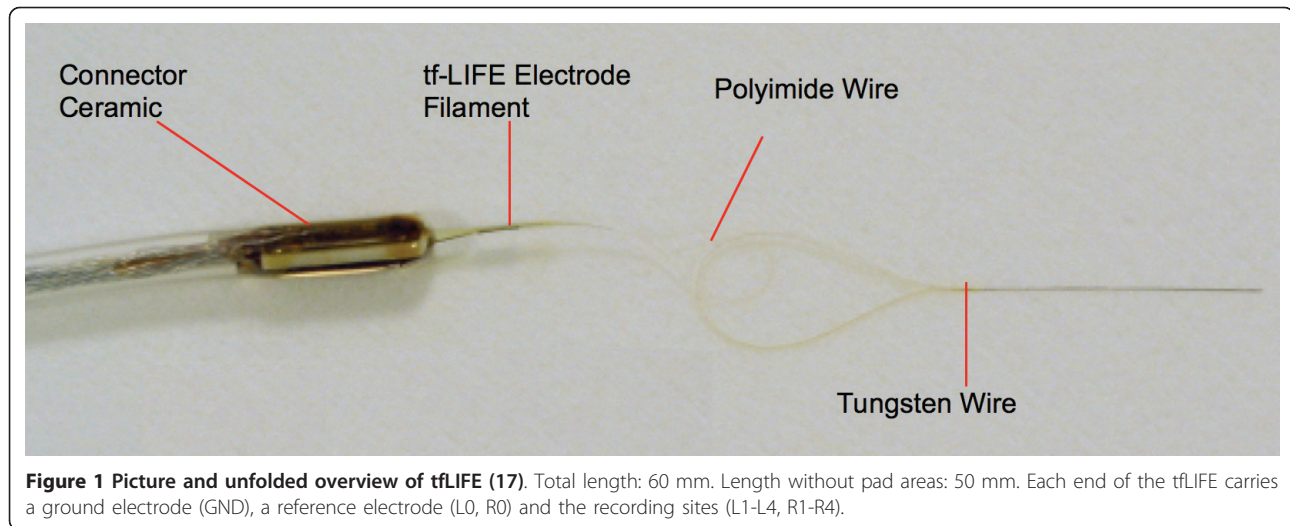 Connector
Ceramic
tf-LIFE Electrode
Filament
Polyimide Wire
Tungsten Wire
Figure 1 Picture and unfolded overview of tfLIFE (17). Total length: 60 mm. Length without pad areas: 50 mm. Each end of the tfLIFE carries
a ground electrode (GND), a reference electrode (L0, R0) and the recording sites (L1-L4, R1-R4).